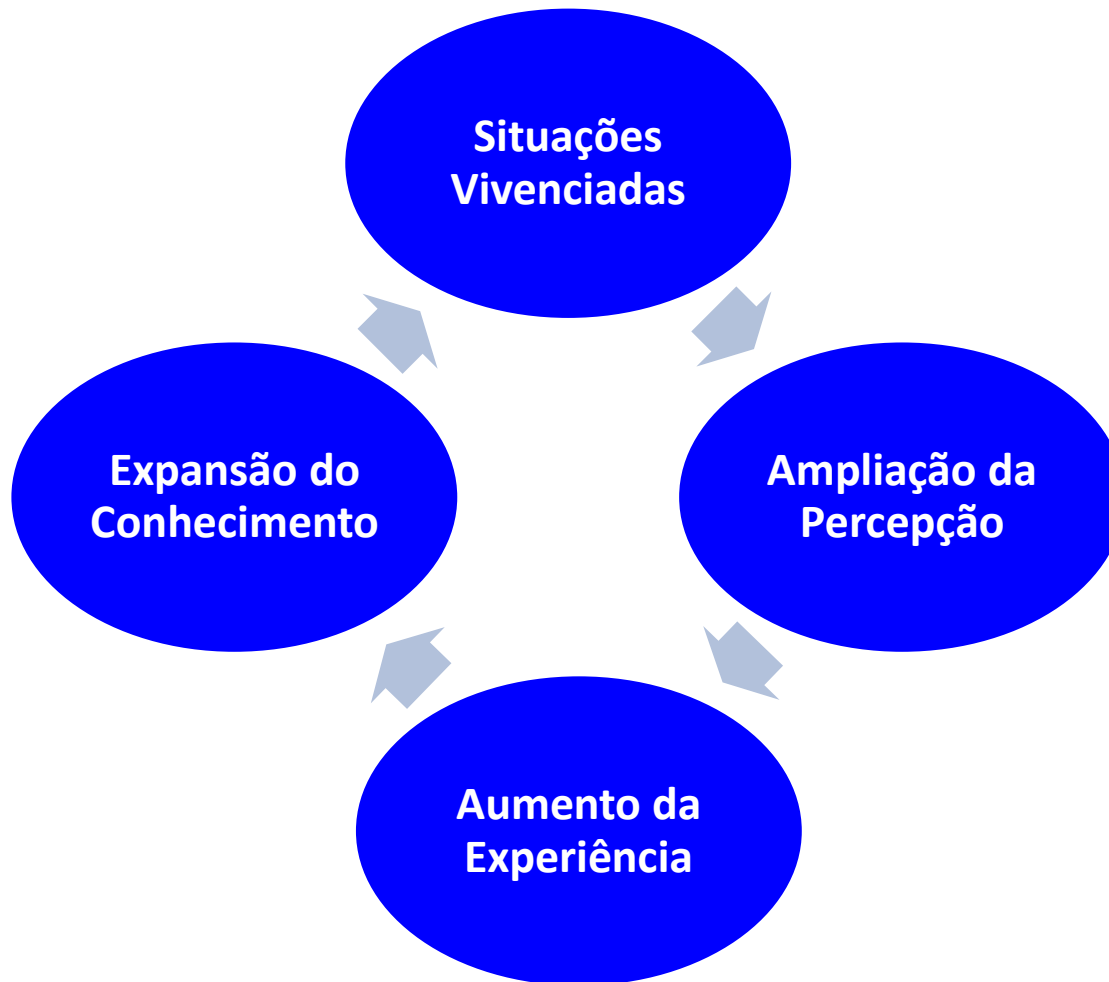 Situações
Vivenciadas
Ampliação da
Percepção
Aumento da
Experiência
Expansão do
Conhecimento